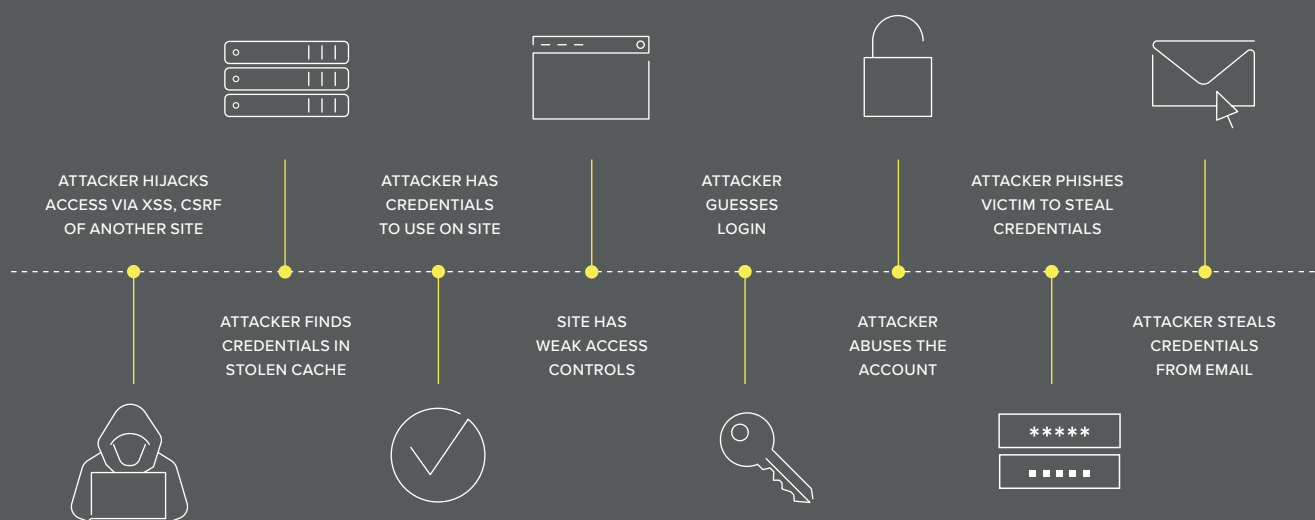 ATTACKER HIJACKS
ACCESS VIA XSS, CSRF
OF ANOTHER SITE
ATTACKER FINDS
CREDENTIALS IN
STOLEN CACHE
ATTACKER HAS
CREDENTIALS
TO USE ON SITE
SITE HAS
WEAK ACCESS
CONTROLS
ATTACKER
GUESSES
LOGIN
ATTACKER
ABUSES THE
ACCOUNT
ATTACKER PHISHES
VICTIM TO STEAL
CREDENTIALS
*****
ATTACKER STEALS
CREDENTIALS
FROM EMAIL